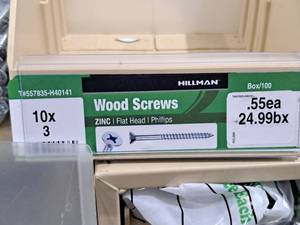 T#557835-H40141
HILLMAN
Box/100
10x
3
Wood Screws
ZINC | Flat Head | Phillips
.55ea
24.99bx